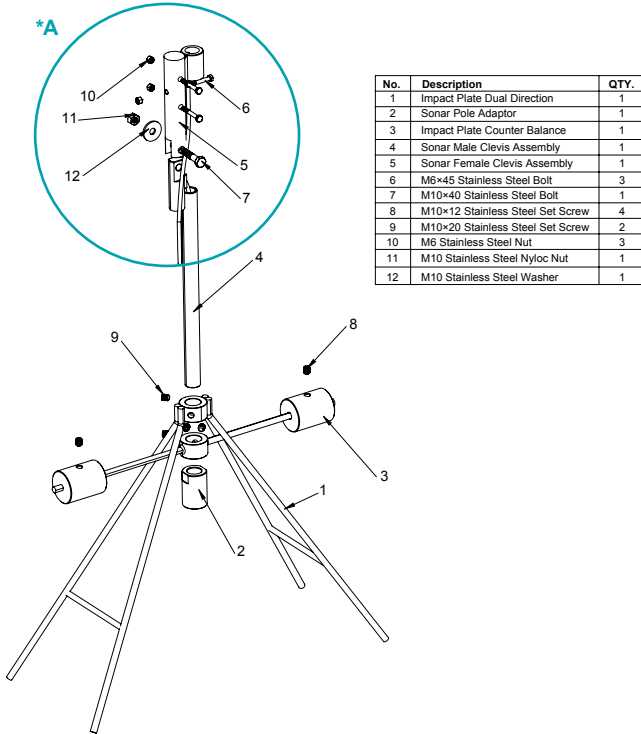 *A
10
11
12
6
5
7
4
9
8
3
1
2
No. Description QTY.
1 Impact Plate Dual Direction 1
2 Sonar Pole Adaptor 1
3 Impact Plate Counter Balance 1
4 Sonar Male Clevis Assembly 1
5 Sonar Female Clevis Assembly 1
6 M6×45 Stainless Steel Bolt 3
7 M10×40 Stainless Steel Bolt 1
8 M10×12 Stainless Steel Set Screw 4
9 M10×20 Stainless Steel Set Screw 2
10 M6 Stainless Steel Nut 3
11 M10 Stainless Steel Nyloc Nut 1
12 M10 Stainless Steel Washer 1